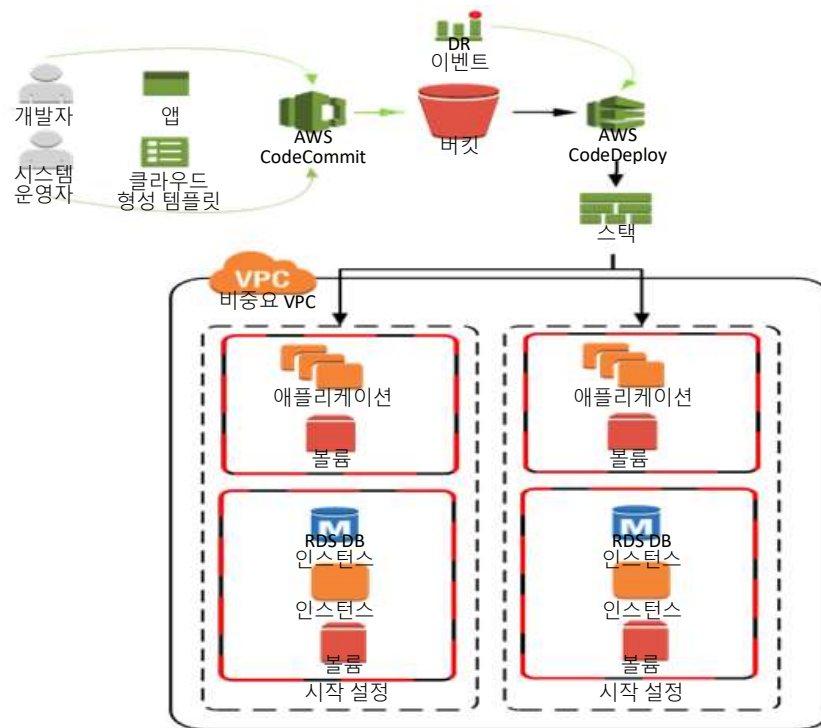 DR
이벤트
개발자
앱
AWS
CodeCommit
버킷
AWS
CodeDeploy
시스템
운영자
클라우드
형성 템플릿
스택
VPC
비중요 VPC
애플리케이션
볼륨
애플리케이션
볼륨
M
RDS DB
인스턴스
인스턴스
볼륨
시작 설정
M
RDS DB
인스턴스
인스턴스
볼륨
시작 설정